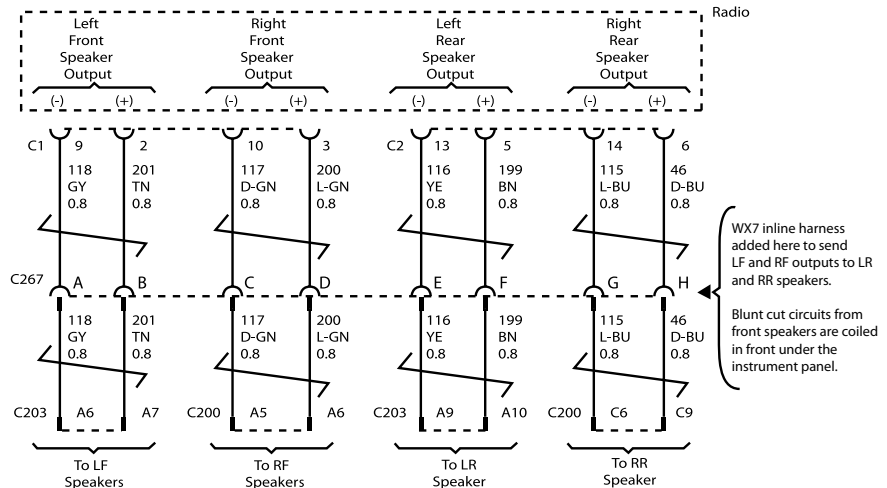 Radio
Left Right Left Right
Front Front Rear Rear
Speaker Speaker Speaker Speaker
Output Output Output Output
(-) (+) (-) (+) (-) (+) (-) (+)
C1 9 2 10 3 C2 13 5 14 6
118 201 117 200 116 199 115 46
GY TN D-GN L-GN YE BN L-BU D-BU
0.8 0.8 0.8 0.8 0.8 0.8 0.8 0.8
WX7 inline harness
added here to send
LF and RF outputs to LR
and RR speakers.
Blunt cut circuits from
front speakers are coiled
in front under the
instrument panel.
C267 A B C D E F G H
118 201 117 200 116 199 115 46
GY TN D-GN L-GN YE BN L-BU D-BU
0.8 0.8 0.8 0.8 0.8 0.8 0.8 0.8
C203 A6 A7 C200 A5 A6 C203 A9 A10 C200 C6 C9
To LF To RF To LR To RR
Speakers Speakers Speaker Speaker